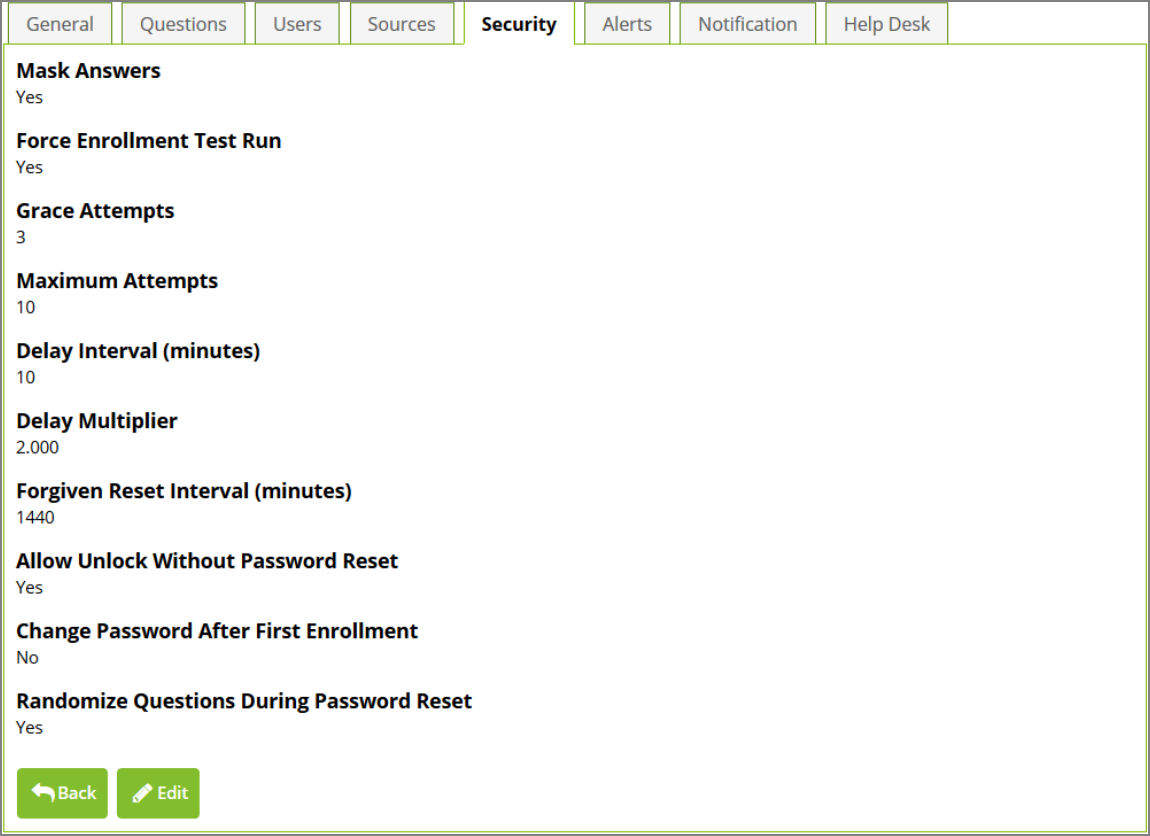 General Questions Users Sources Security Alerts Notification Help Desk
Mask Answers
Yes
Force Enrollment Test Run
Yes
Grace Attempts
3
Maximum Attempts
10
Delay Interval (minutes)
10
Delay Multiplier
2.000
Forgiven Reset Interval (minutes)
1440
Allow Unlock Without Password Reset
Yes
Change Password After First Enrollment
No
Randomize Questions During Password Reset
Yes
Back Edit